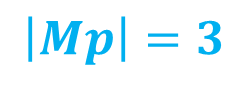 |Mp| = 3